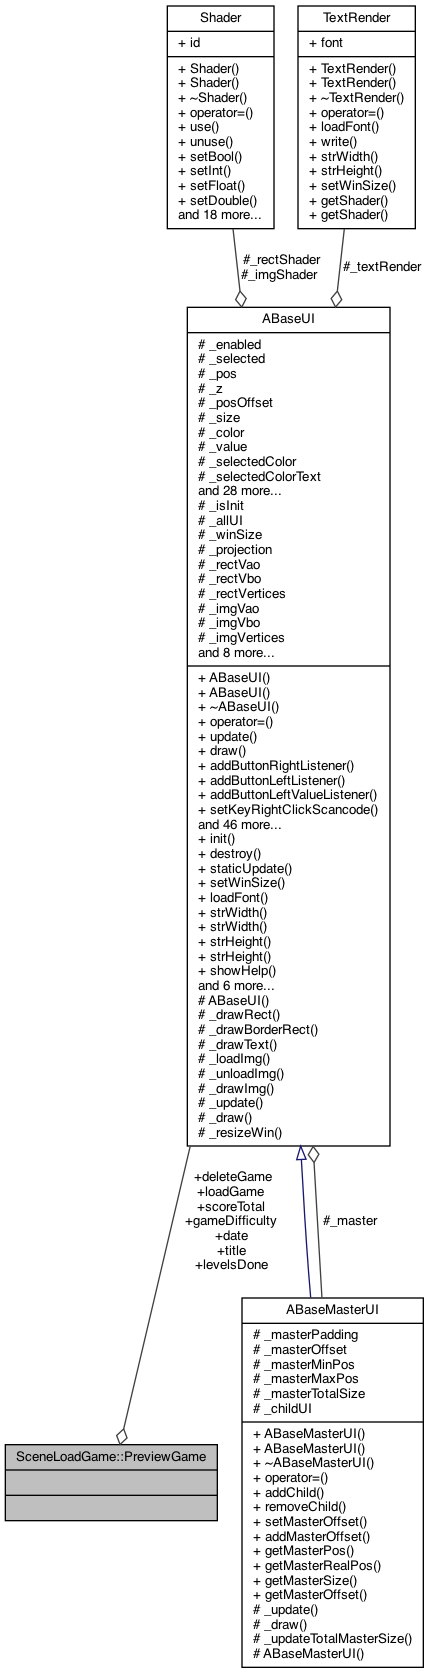 Shader
+ id
+ Shader()
+ Shader()
+ ~Shader()
+ operator=()
+ use()
+ unuse()
+ setBool()
+ setInt()
+ setFloat()
+ setDouble()
and 18 more...
TextRender
+ font
+ TextRender()
+ TextRender()
+ ~TextRender()
+ operator=()
+ loadFont()
+ write()
+ strWidth()
+ strHeight()
+ setWinSize()
+ getShader()
+ getShader()
#_rectShader
#_imgShader
#_textRender
ABaseUI
# _enabled
# _selected
# _pos
# _z
# _posOffset
# _size
# _color
# _value
# _selectedColor
# _selectedColorText
and 28 more...
# _isInit
# _allUI
# _winSize
# _projection
# _rectVao
# _rectVbo
# _rectVertices
# _imgVao
# _imgVbo
# _imgVertices
and 8 more...
+ ABaseUI()
+ ABaseUI()
+ ~ABaseUI()
+ operator=()
+ update()
+ draw()
+ addButtonRightListener()
+ addButtonLeftListener()
+ addButtonLeftValueListener()
+ setKeyRightClickScancode()
and 46 more...
+ init()
+ destroy()
+ staticUpdate()
+ setWinSize()
+ loadFont()
+ strWidth()
+ strWidth()
+ strHeight()
+ strHeight()
+ showHelp()
and 6 more...
# ABaseUI()
# _drawRect()
# _drawBorderRect()
# _drawText()
# _loadImg()
# _unloadImg()
# _drawImg()
# _update()
# _draw()
# _resizeWin()
+deleteGame
+loadGame
+scoreTotal
+gameDifficulty
+date
+title
+levelsDone
#_master
SceneLoadGame::PreviewGame
ABaseMasterUI
# _masterPadding
# _masterOffset
# _masterMinPos
# _masterMaxPos
# _masterTotalSize
# _childUI
+ ABaseMasterUI()
+ ABaseMasterUI()
+ ~ABaseMasterUI()
+ operator=()
+ addChild()
+ removeChild()
+ setMasterOffset()
+ addMasterOffset()
+ getMasterPos()
+ getMasterRealPos()
+ getMasterSize()
+ getMasterOffset()
# _update()
# _draw()
# _updateTotalMasterSize()
# ABaseMasterUI()